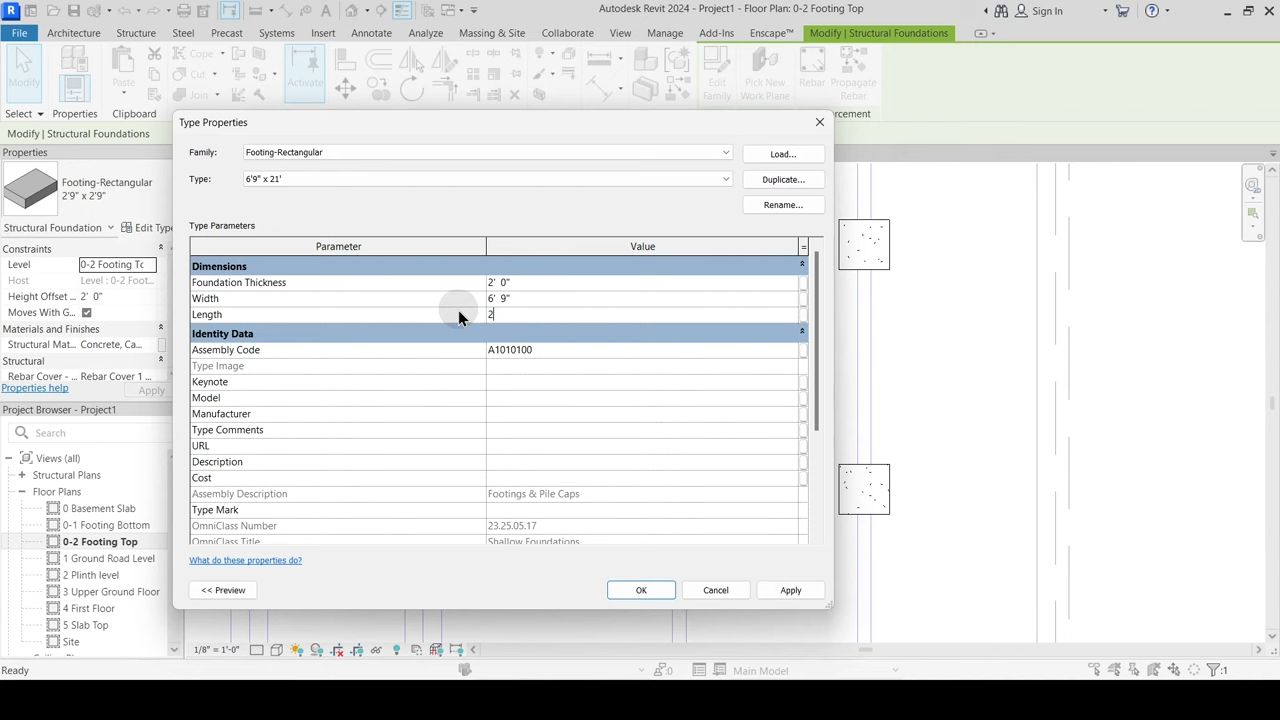 Autodesk Revit 2024 - Project1 - Floor Plan: 0-2 Footing Top
Sign In
File Architecture Structure Steel Precast Systems Insert Annotate Analyze Massing & Site Collaborate View Manage Add-Ins Enscape™ Modify | Structural Foundations
Modify
Properties
Paste
Cope
Cut
Join
Activate
Edit Family
Pick New Work Plane
Rebar
Propagate Rebar
Select Properties Clipboard
Modify | Structural Foundations
Properties
Footing-Rectangular
2'9" x 2'9"
Structural Foundation
Edit Type
Constraints
Level 0-2 Footing Tc
Host Level : 0-2 Foot...
Height Offset ... 2' 0"
Moves With G...
Materials and Finishes
Structural Mat... Concrete, Ca...
Structural
Rebar Cover - ... Rebar Cover 1 ...
Properties help
Apply
Project Browser - Project1
Search
Views (all)
Structural Plans
Floor Plans
0 Basement Slab
0-1 Footing Bottom
0-2 Footing Top
1 Ground Road Level
2 Plinth level
3 Upper Ground Floor
4 First Floor
5 Slab Top
Site
Type Properties
Family: Footing-Rectangular Load...
Type: 6'9" x 21' Duplicate...
Rename...
Type Parameters
Parameter Value =
Dimensions
Foundation Thickness 2' 0"
Width 6' 9"
Length 2
Identity Data
Assembly Code A1010100
Type Image
Keynote
Model
Manufacturer
Type Comments
URL
Description
Cost
Assembly Description Footings & Pile Caps
Type Mark
OmniClass Number 23.25.05.17
OmniClass Title Shallow Foundations
What do these properties do?
<< Preview OK Cancel Apply
1/8" = 1'-0"
Ready
:0
Main Model
:1